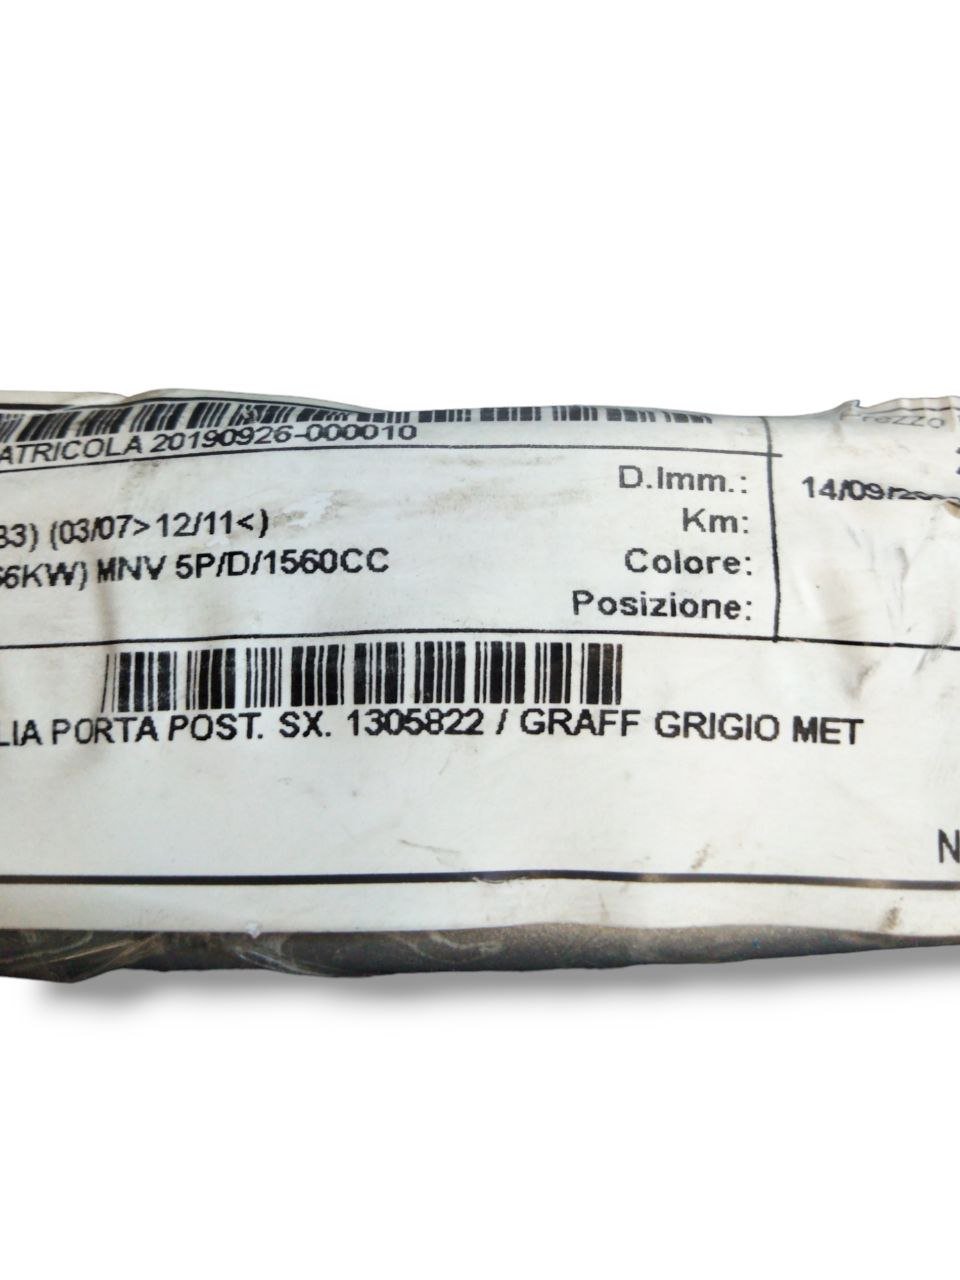 ATRICOLA 20190926-000010
Prezzo
D.Imm.:
14/09/
33) (03/07>12/11<)
Km:
66KW) MNV 5P/D/1560CC
Colore:
Posizione:
LIA PORTA POST. SX. 1305822 / GRAFF GRIGIO MET
N